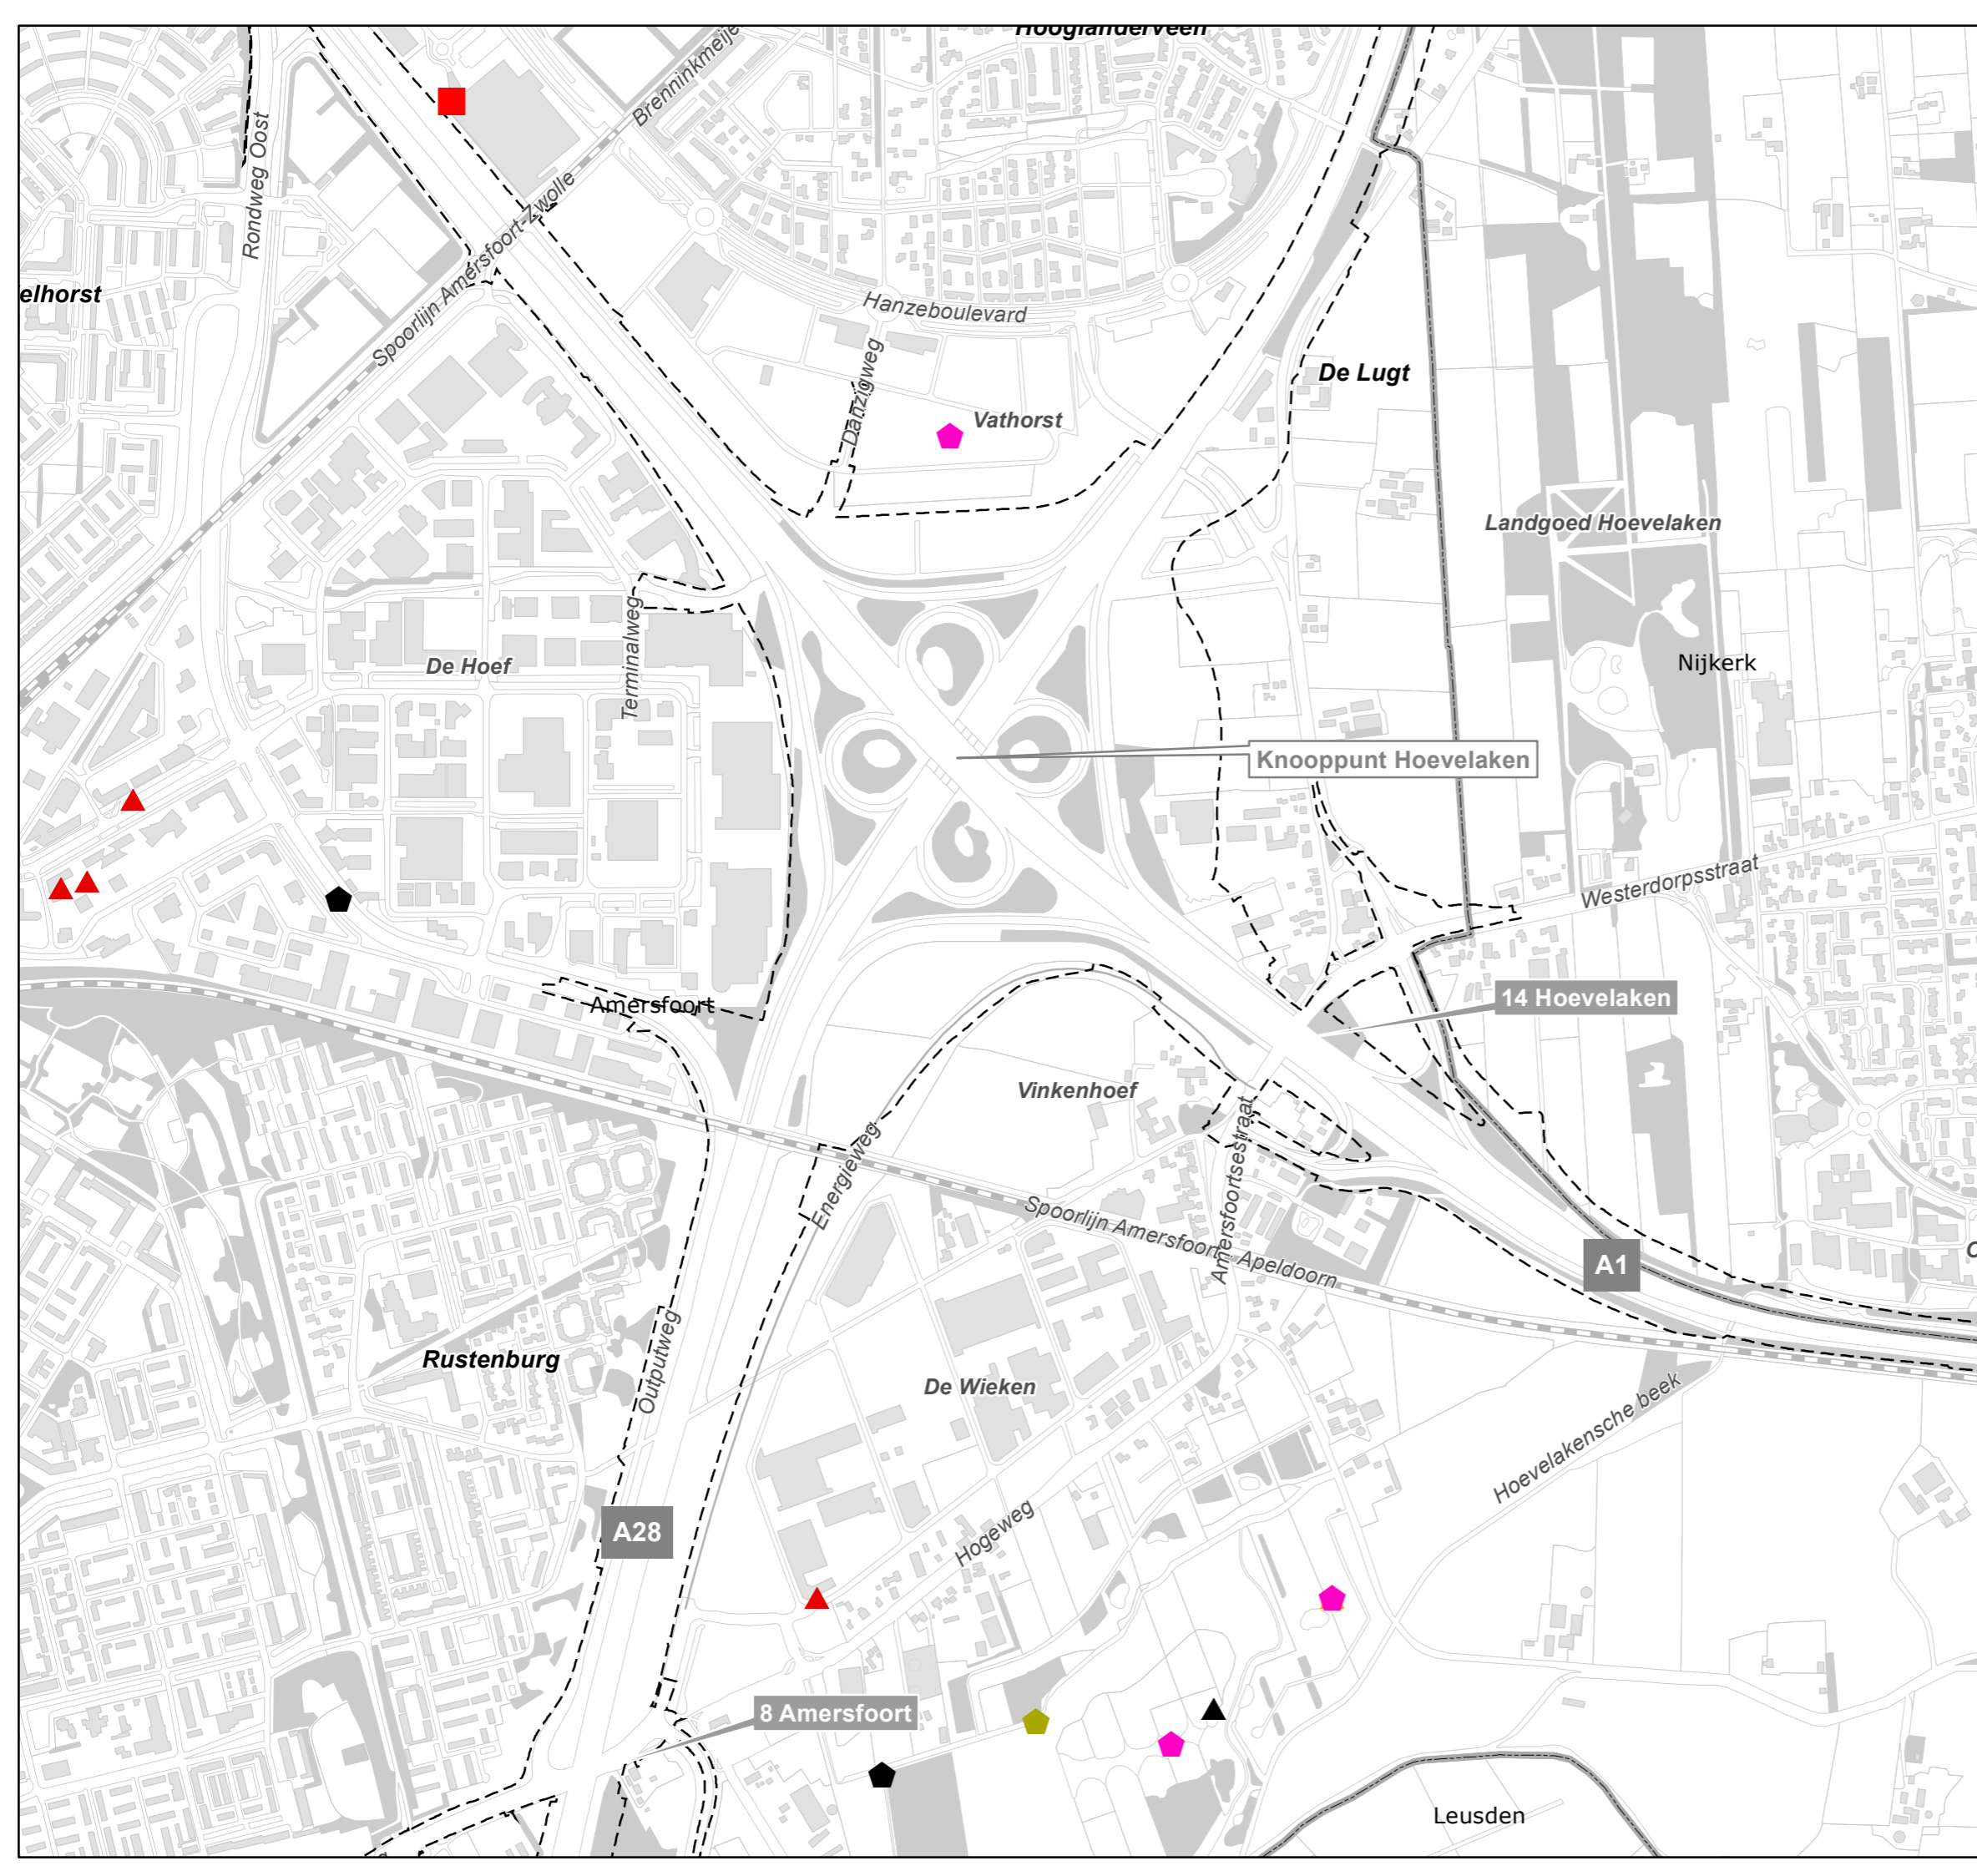 Hooglanderveen
Brenninkmeije
Rondweg Oost
Spoorlijn Amersfoort-Zwolle
elhorst
Hanzeboulevard
Danzigweg
De Lugt
Vathorst
Landgoed Hoevelaken
Terminalweg
De Hoef
Nijkerk
Knooppunt Hoevelaken
Westerdorpsstraat
Amersfoort
14 Hoevelaken
Vinkenhoef
Amersfoortsestraat
Energieweg
Spoorlijn Amersfoort - Apeldoorn
A1
Outputweg
Rustenburg
De Wieken
Hoevelakensche beek
A28
Hogeweg
8 Amersfoort
Leusden